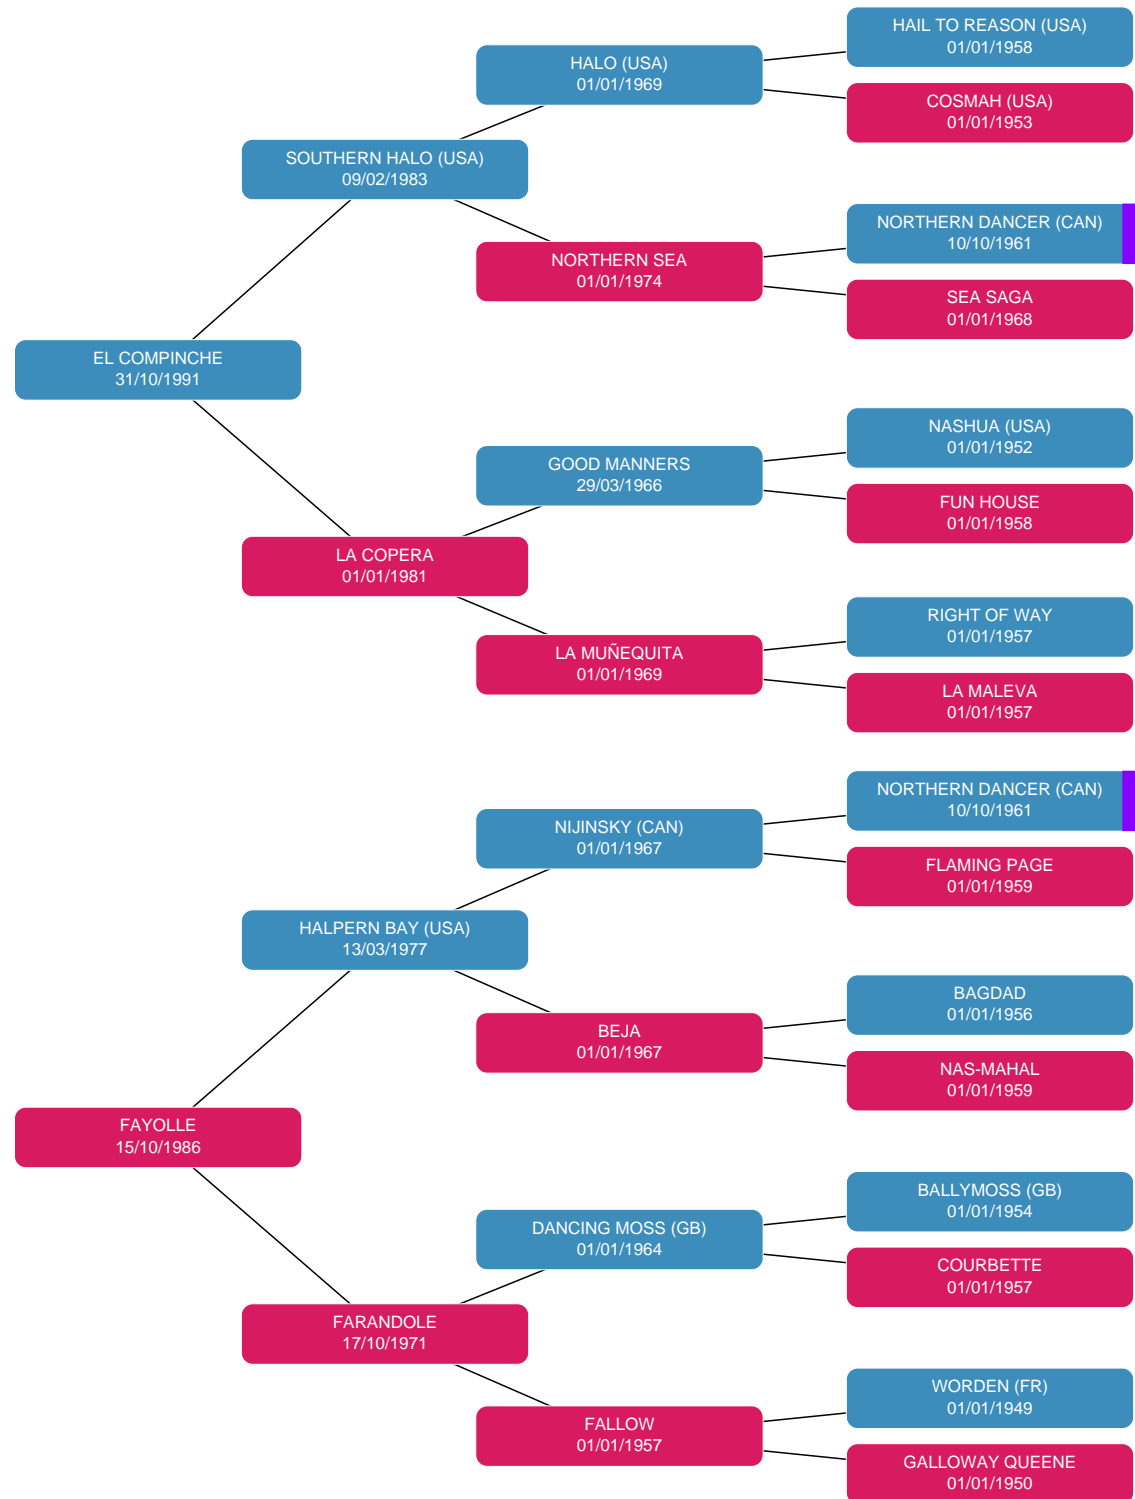 HAIL TO REASON (USA)
01/01/1958
HALO (USA)
01/01/1969
COSMAH (USA)
01/01/1953
SOUTHERN HALO (USA)
09/02/1983
NORTHERN DANCER (CAN)
10/10/1961
NORTHERN SEA
01/01/1974
SEA SAGA
01/01/1968
EL COMPINCHE
31/10/1991
NASHUA (USA)
01/01/1952
GOOD MANNERS
29/03/1966
FUN HOUSE
01/01/1958
LA COPERA
01/01/1981
RIGHT OF WAY
01/01/1957
LA MUÑEQUITA
01/01/1969
LA MALEVA
01/01/1957
NORTHERN DANCER (CAN)
10/10/1961
NIJINSKY (CAN)
01/01/1967
FLAMING PAGE
01/01/1959
HALPERN BAY (USA)
13/03/1977
BAGDAD
01/01/1956
BEJA
01/01/1967
NAS-MAHAL
01/01/1959
FAYOLLE
15/10/1986
BALLYMOSS (GB)
01/01/1954
DANCING MOSS (GB)
01/01/1964
COURBETTE
01/01/1957
FARANDOLE
17/10/1971
WORDEN (FR)
01/01/1949
FALLOW
01/01/1957
GALLOWAY QUEENE
01/01/1950